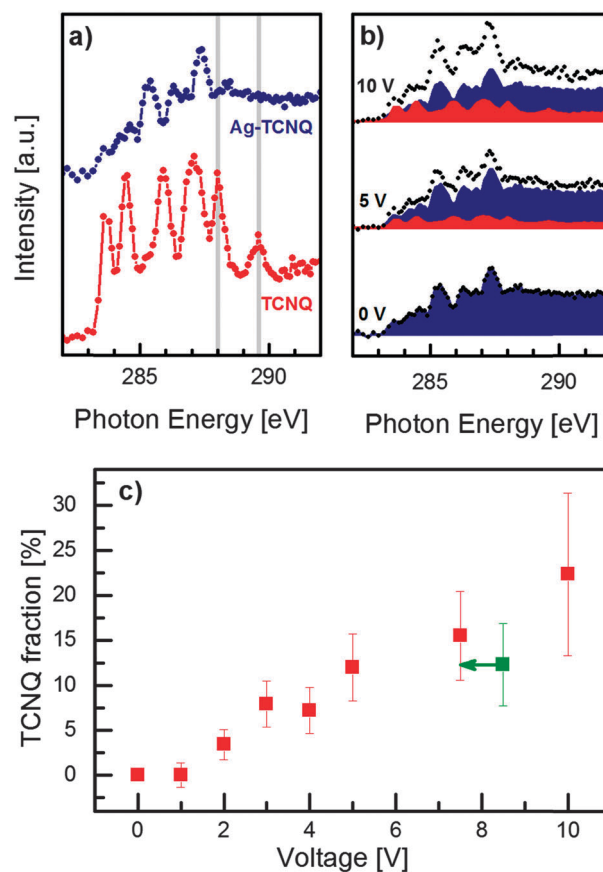 a)
Ag-TCNQ
TCNQ
Intensity [a.u.]
285 290
Photon Energy [eV]
b)
10 V
5 V
0 V
285 290
Photon Energy [eV]
c)
TCNQ fraction [%]
30
25
20
15
10
5
0
0 2 4 6 8 10
Voltage [V]